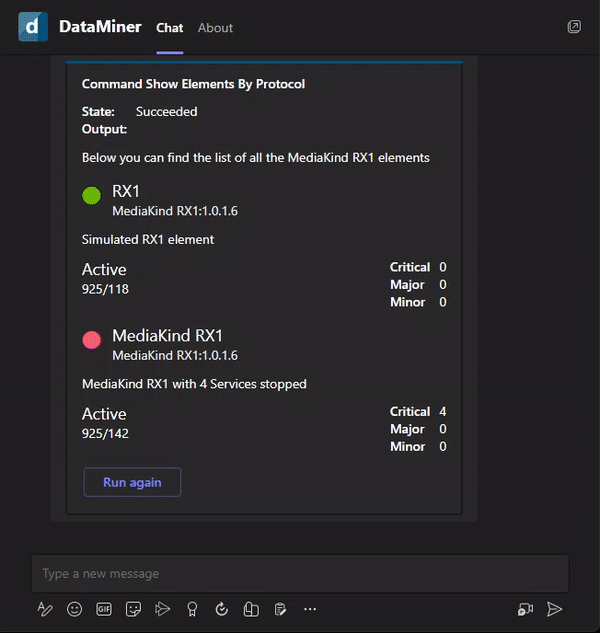 d DataMiner Chat About
Command Show Elements By Protocol
State: Succeeded
Output:
Below you can find the list of all the MediaKind RX1 elements
RX1
MediaKind RX1:1.0.1.6
Simulated RX1 element
Active
925/118
Critical 0
Major 0
Minor 0
MediaKind RX1
MediaKind RX1:1.0.1.6
MediaKind RX1 with 4 Services stopped
Active
925/142
Critical 4
Major 0
Minor 0
Run again
Type a new message
GIF